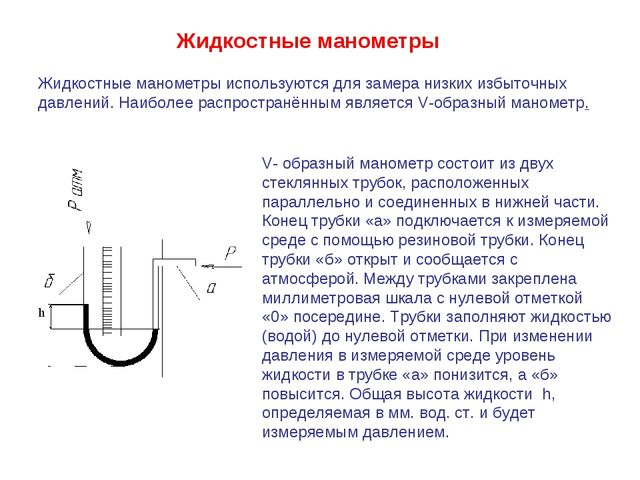 Жидкостные манометры
Жидкостные манометры используются для замера низких избыточных
давлений. Наиболее распространённым является V-образный манометр.
V- образный манометр состоит из двух
стеклянных трубок, расположенных
параллельно и соединенных в нижней части.
Конец трубки «а» подключается к измеряемой
среде с помощью резиновой трубки. Конец
трубки «б» открыт и сообщается с
атмосферой. Между трубками закреплена
миллиметровая шкала с нулевой отметкой
«0» посередине. Трубки заполняют жидкостью
(водой) до нулевой отметки. При изменении
давления в измеряемой среде уровень
жидкости в трубке «а» понизится, а «б»
повысится. Общая высота жидкости h,
определяемая в мм. вод. ст. и будет
измеряемым давлением.
Р атм
Р
б
а
h